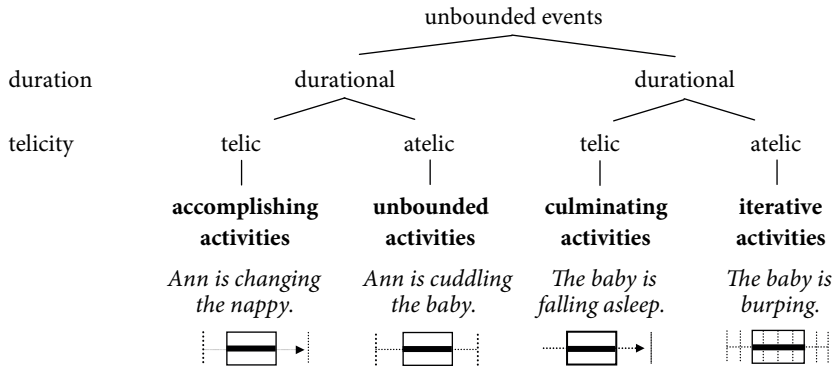 unbounded events
duration durational durational
telicity telic atelic telic atelic
accomplishing unbounded culminating iterative
activities activities activities activities
Ann is changing Ann is cuddling The baby is The baby is
the nappy. the baby. falling asleep. burping.